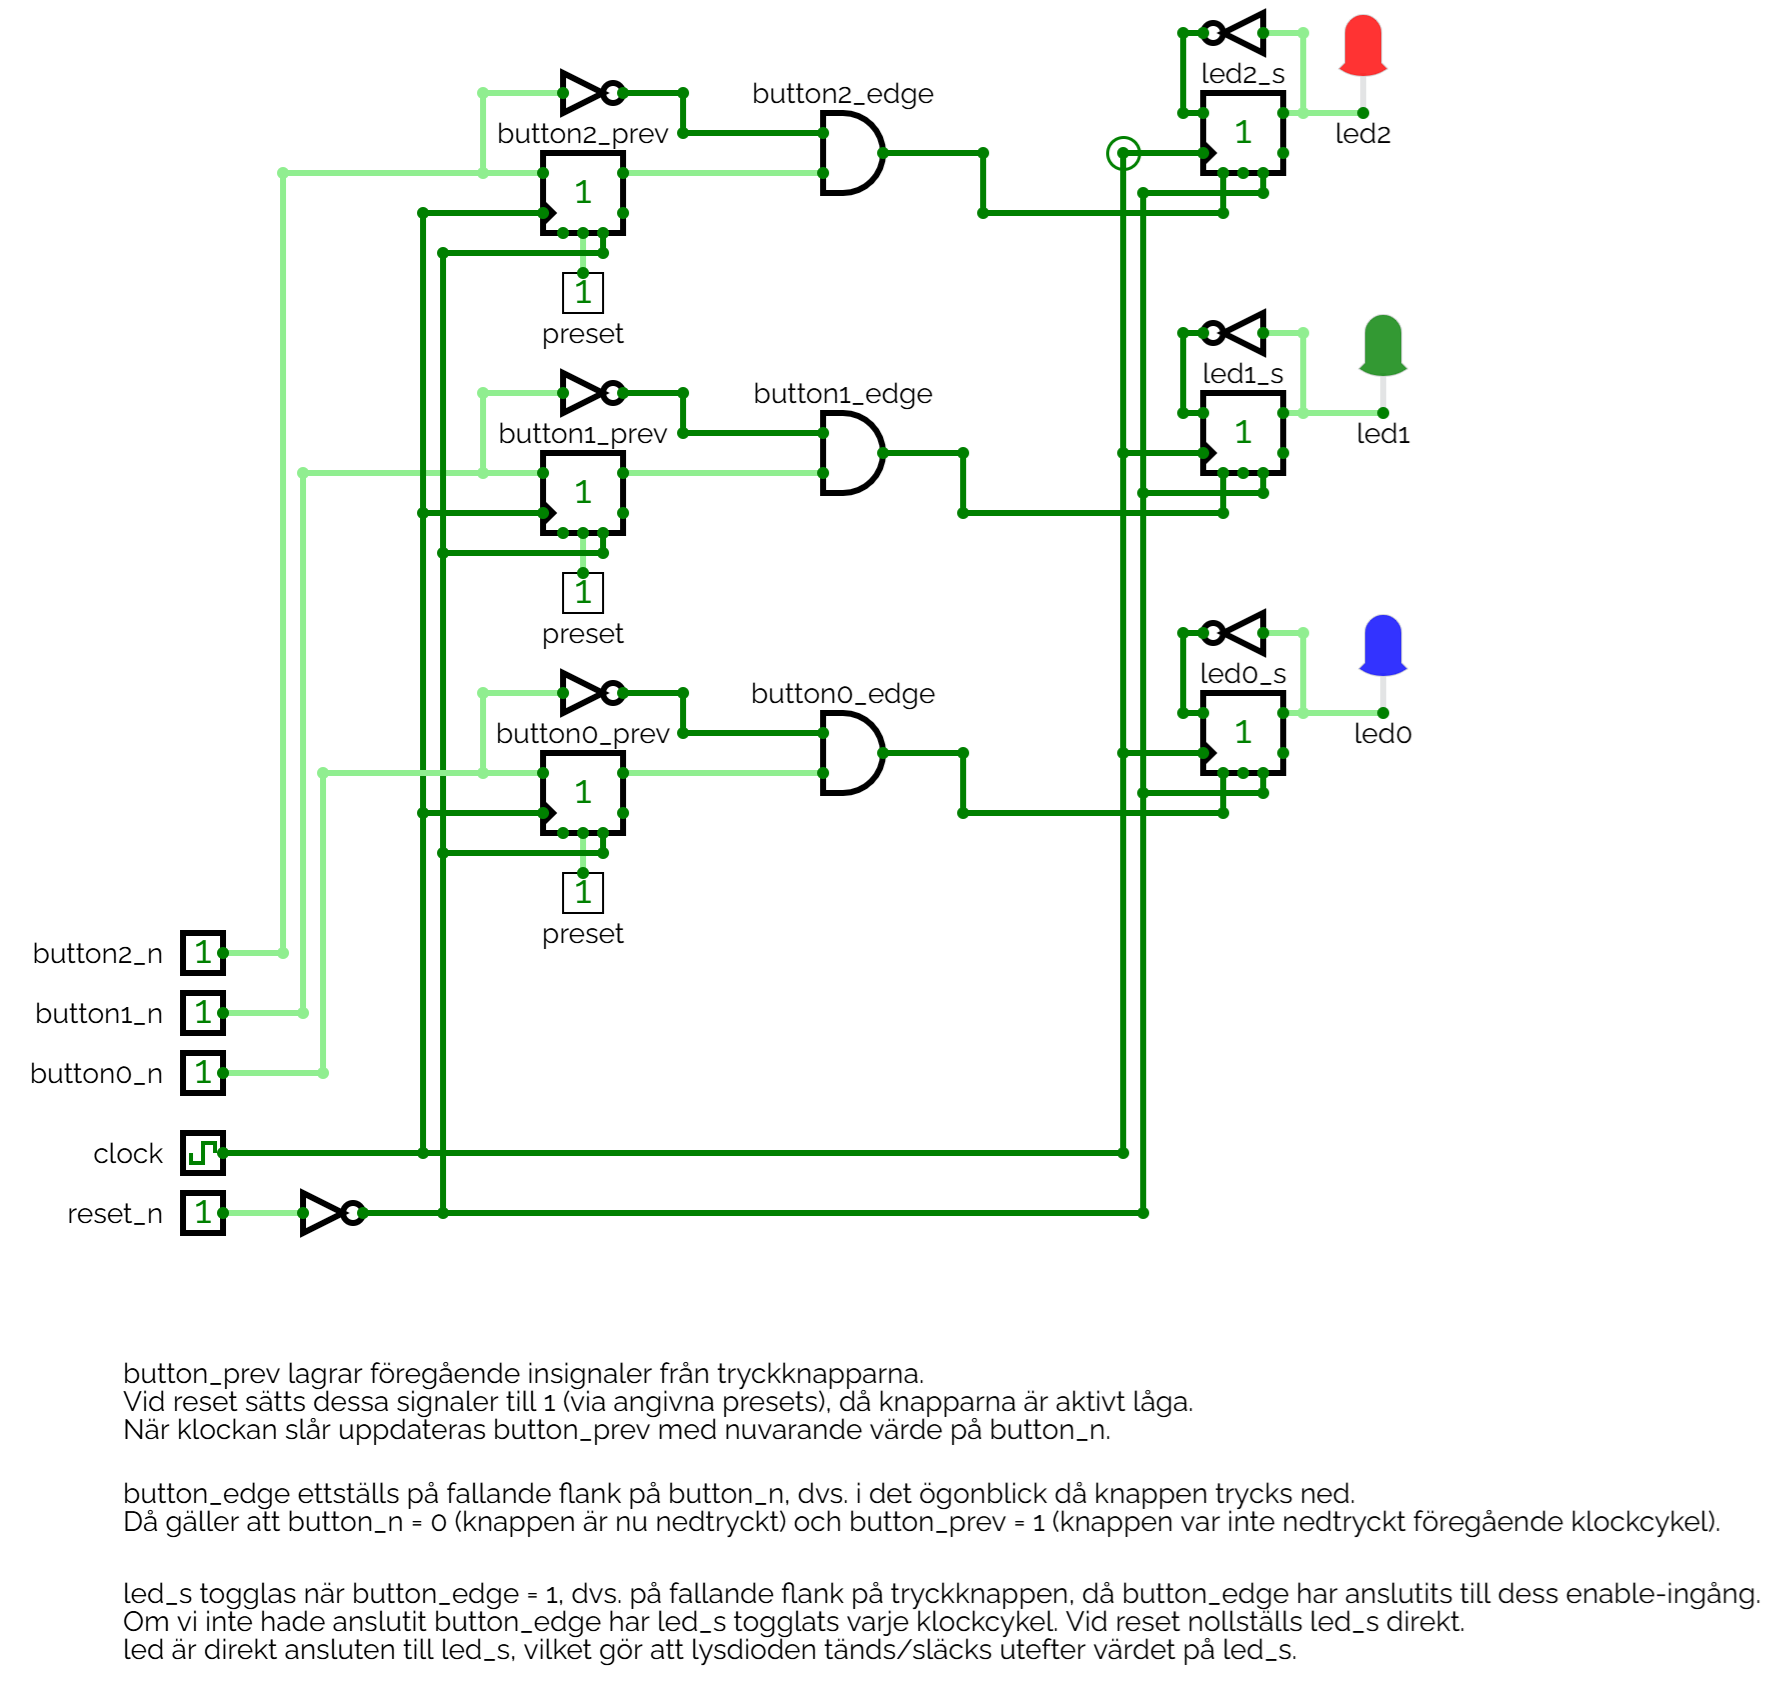 led2_s
led2
1
button2_edge
button2_prev
1
1
preset
led1_s
led1
1
button1_edge
button1_prev
1
1
preset
led0_s
led0
1
button0_edge
button0_prev
1
1
preset
button2_n 1
button1_n 1
button0_n 1
clock
reset_n 1
button_prev lagrar föregående insignaler från tryckknapparna.
Vid reset sätts dessa signaler till 1 (via angivna presets), då knapparna är aktivt låga.
När klockan slår uppdateras button_prev med nuvarande värde på button_n.
button_edge ettställs på fallande flank på button_n, dvs. i det ögonblick då knappen trycks ned.
Då gäller att button_n = 0 (knappen är nu nedtryckt) och button_prev = 1 (knappen var inte nedtryckt föregående klockcykel).
led_s togglas när button_edge = 1, dvs. på fallande flank på tryckknappen, då button_edge har anslutits till dess enable-ingång.
Om vi inte hade anslutit button_edge har led_s togglats varje klockcykel. Vid reset nollställs led_s direkt.
led är direkt ansluten till led_s, vilket gör att lysdioden tänds/släcks utefter värdet på led_s.